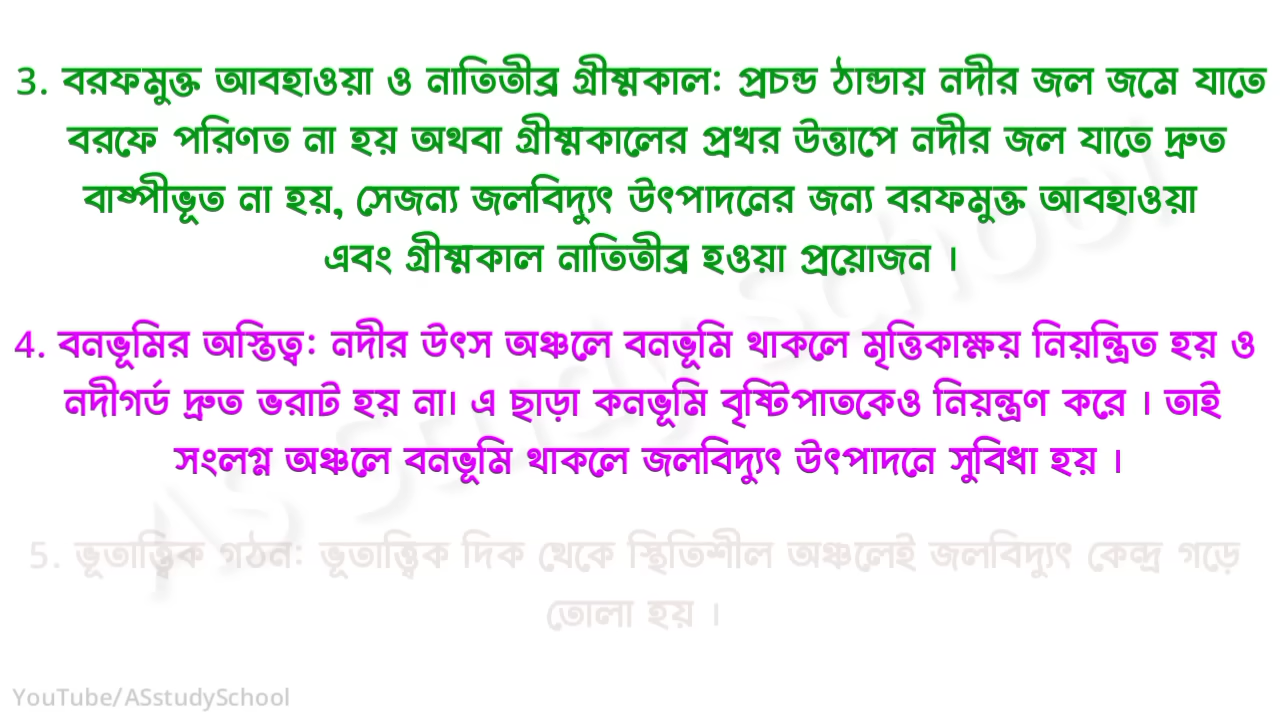 3. বরফমুক্ত আবহাওয়া ও নাতিতীব্র গ্রীষ্মকাল: প্রচন্ড ঠান্ডায় নদীর জল জমে যাতে
বরফে পরিণত না হয় অথবা গ্রীষ্মকালের প্রখর উত্তাপে নদীর জল যাতে দ্রুত
বাষ্পীভূত না হয়, সেজন্য জলবিদ্যুৎ উৎপাদনের জন্য বরফমুক্ত আবহাওয়া
এবং গ্রীষ্মকাল নাতিতীব্র হওয়া প্রয়োজন ।
4. বনভূমির অস্তিত্ব: নদীর উৎস অঞ্চলে বনভূমি থাকলে মৃত্তিকাক্ষয় নিয়ন্ত্রিত হয় ও
নদীগর্ড দ্রুত ভরাট হয় না। এ ছাড়া কনভূমি বৃষ্টিপাতকেও নিয়ন্ত্রণ করে । তাই
সংলগ্ন অঞ্চলে বনভূমি থাকলে জলবিদ্যুৎ উৎপাদনে সুবিধা হয় ।
5. ভূতাত্ত্বিক গঠন: ভূতাত্ত্বিক দিক থেকে স্থিতিশীল অঞ্চলেই জলবিদ্যুৎ কেন্দ্র গড়ে
তোলা হয় ।
AS study School
YouTube/ASstudySchool